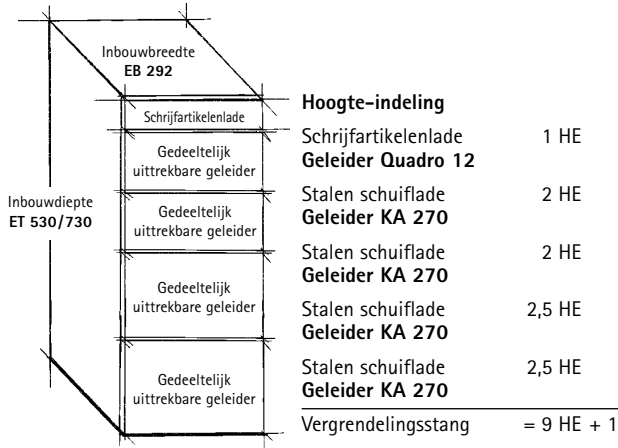 Inbouwbreedte
EB 292
Schrijfartikelenlade
Gedeeltelijk
uittrekbare geleider
Inbouwdiepte
ET 530/730
Gedeeltelijk
uittrekbare geleider
Gedeeltelijk
uittrekbare geleider
Gedeeltelijk
uittrekbare geleider
Hoogte-indeling
Schrijfartikelenlade 1 HE
Geleider Quadro 12
Stalen schuiflade 2 HE
Geleider KA 270
Stalen schuiflade 2 HE
Geleider KA 270
Stalen schuiflade 2,5 HE
Geleider KA 270
Stalen schuiflade 2,5 HE
Geleider KA 270
Vergrendelingsstang = 9 HE + 1